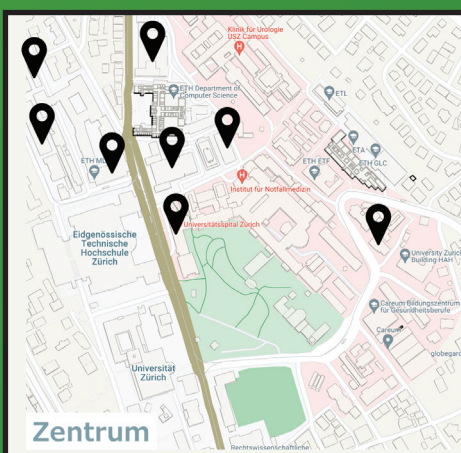 Klinik für Urologie
USZ Campus
H
ETH Department of
Computer Science
ETL
ETA
ETH GLC
ETH ETF
ETH ML
H
Institut für Notfallmedizin
Universitätsspital Zürich
Eidgenössische
Technische
Hochschule
Zürich
University Zurich
Building HAH
Careum Bildungszentrum
für Gesundheitsberufe
Careum
globegard
Universität
Zürich
Zentrum
Rechtswissenschaftliche